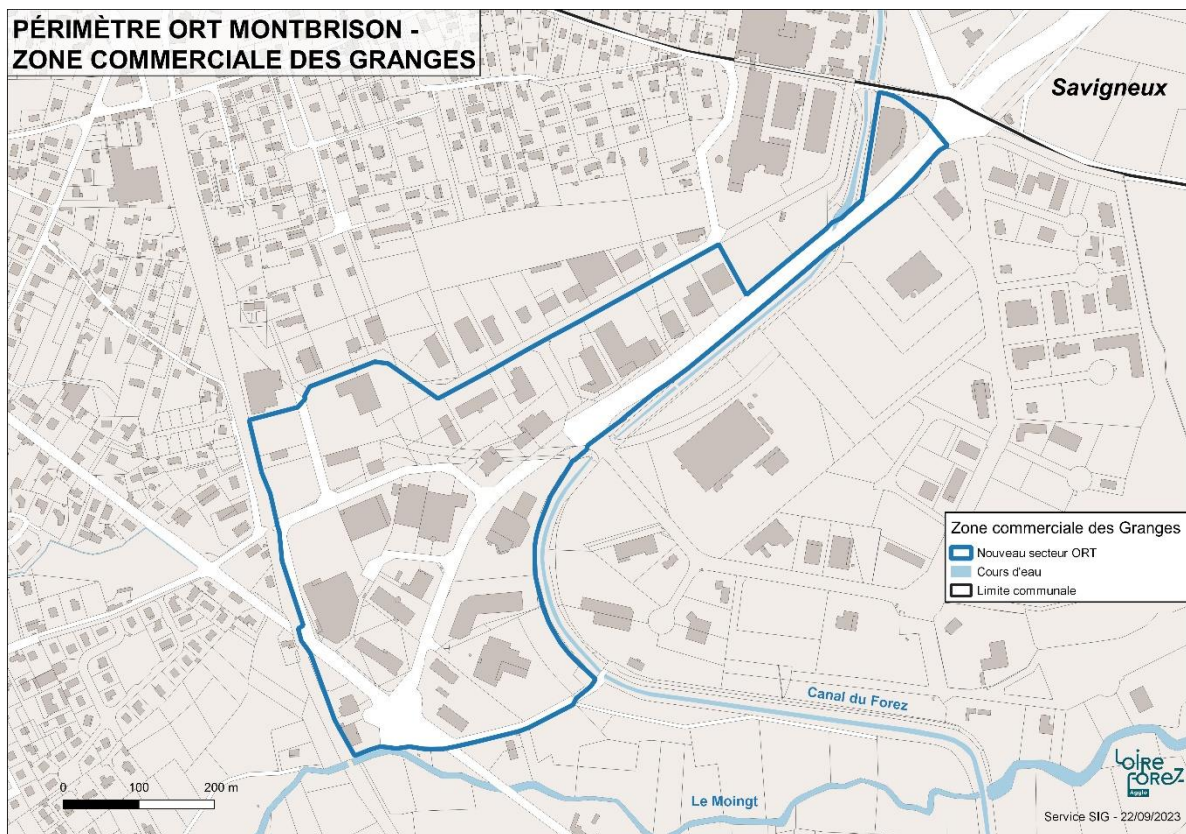 PÉRIMÈTRE ORT MONTBRISON -
ZONE COMMERCIALE DES GRANGES
Savigneux
Zone commerciale des Granges
Nouveau secteur ORT
Cours d'eau
Limite communale
Canal du Forez
Le Moingt
0 100 200 m
Loire
Forez
Agglo
Service SIG - 22/09/2023